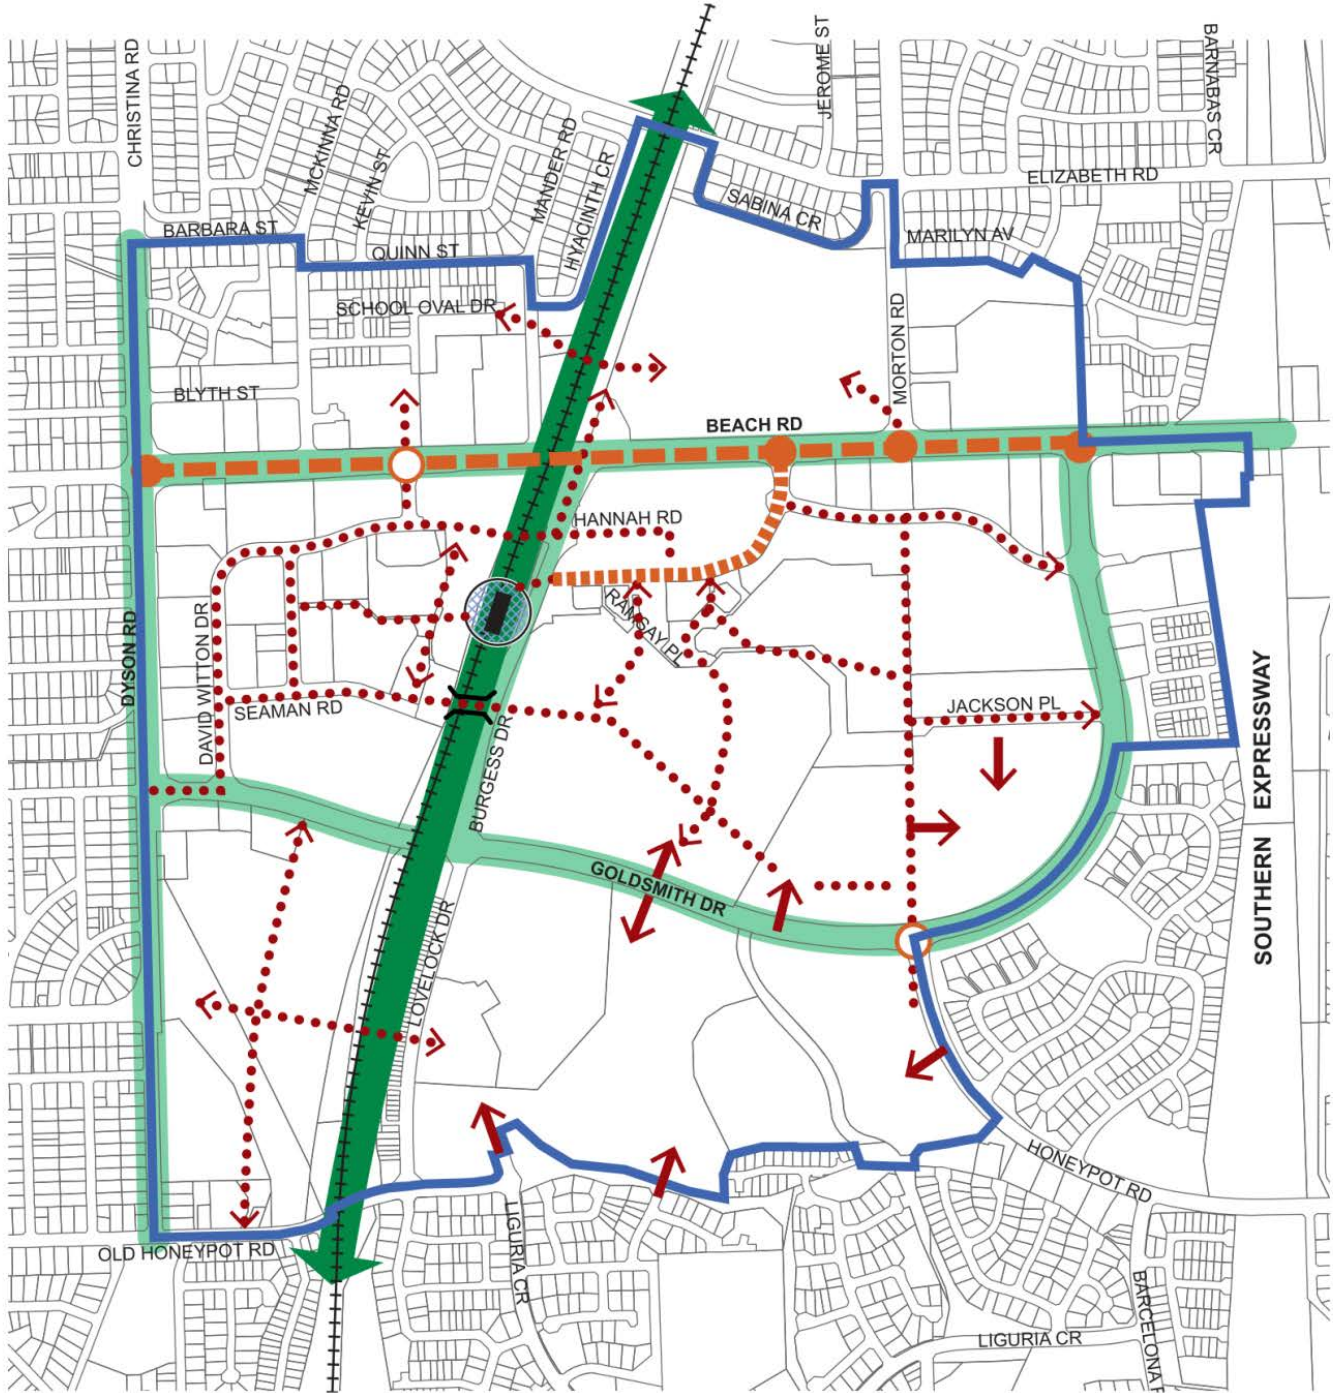 CHRISTINA RD
MCKINNA RD
KEVIN ST
MANDER RD
HYACINTH CR
JEROME ST
BARNABAS CR
ELIZABETH RD
SABINA CR
MARILYN AV
BARBARA ST
QUINN ST
SCHOOL OVAL DR
MORTON RD
BLYTH ST
BEACH RD
HANNAH RD
RAMSAY PL
DYSON RD
DAVID WITTON DR
SEAMAN RD
BURGESS DR
JACKSON PL
SOUTHERN EXPRESSWAY
GOLDSMITH DR
LOVELOCK DR
HONEYPOT RD
OLD HONEYPOT RD
LIGURIA CR
LIGURIA CR
BARCELONA